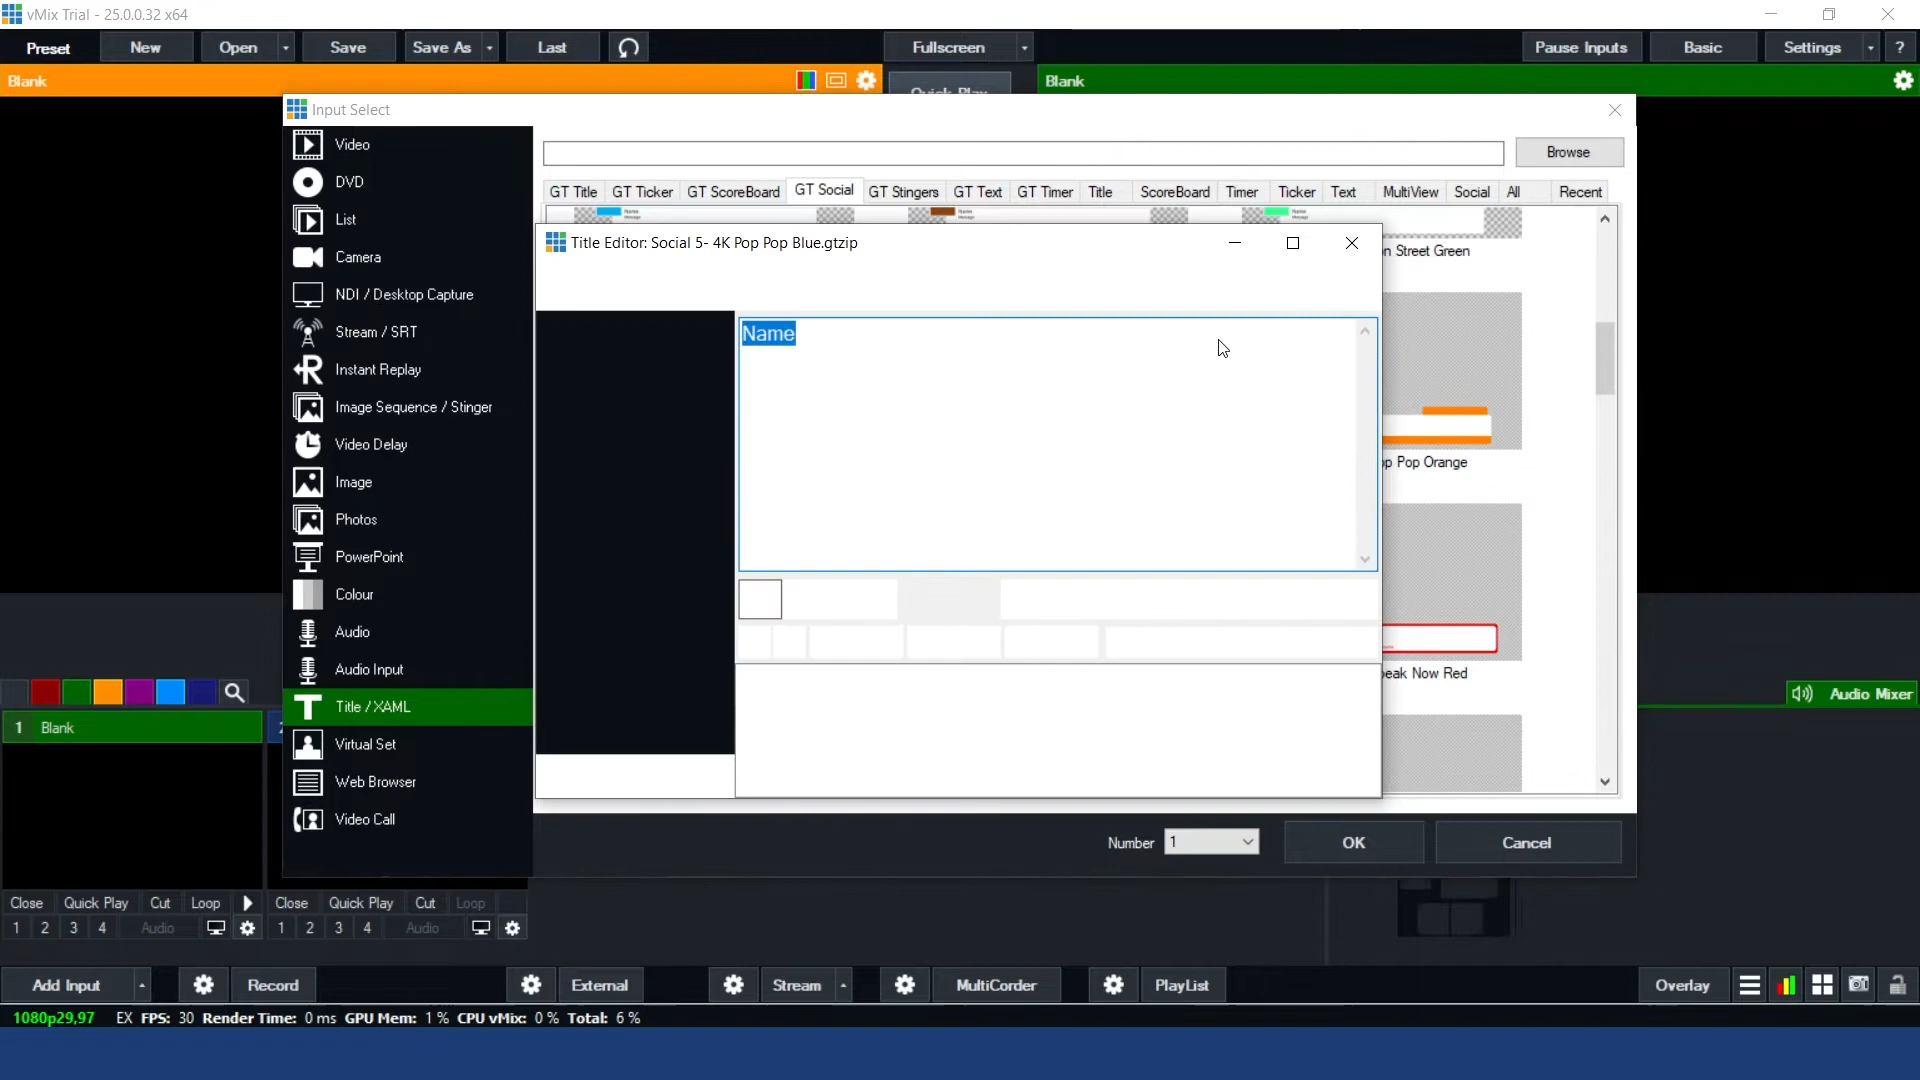 vMix Trial - 25.0.0.32 x64
Preset New Open Save Save As Last Fullscreen Pause Inputs Basic Settings ?
Blank Quick Play Blank
Input Select
Video
DVD
List
Camera
NDI / Desktop Capture
Stream / SRT
Instant Replay
Image Sequence / Stinger
Video Delay
Image
Photos
PowerPoint
Colour
Audio
Audio Input
Title / XAML
Virtual Set
Web Browser
Video Call
Browse
GT Title GT Ticker GT ScoreBoard GT Social GT Stingers GT Text GT Timer Title ScoreBoard Timer Ticker Text MultiView Social All Recent
Title Editor: Social 5- 4K Pop Pop Blue.gtzip
Name
n Street Green
op Pop Orange
peak Now Red
Number 1 OK Cancel
Audio Mixer
1 Blank
2
Close Quick Play Cut Loop Close Quick Play Cut Loop
1 2 3 4 Audio 1 2 3 4 Audio
Add Input Record External Stream MultiCorder PlayList Overlay
1080p29,97 EX FPS: 30 Render Time: 0 ms GPU Mem: 1 % CPU vMix: 0 % Total: 6 %